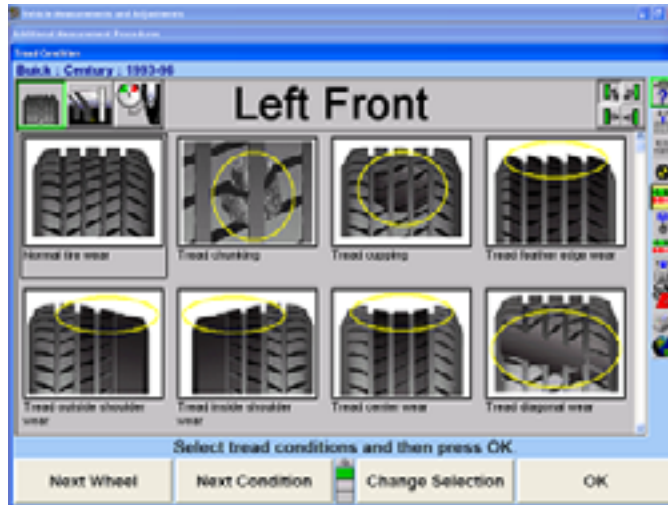 Vehicle Measurements and Adjustments
Additional Measurement Procedures
Tread Condition
Buick : Century : 1993-96
Left Front
Normal tire wear
Tread chunking
Tread cupping
Tread feather edge wear
Tread outside shoulder
wear
Tread inside shoulder
wear
Tread center wear
Tread diagonal wear
Select tread conditions and then press OK.
Next Wheel
Next Condition
Change Selection
OK